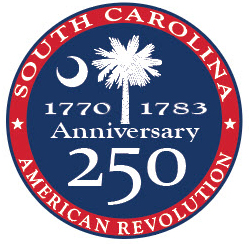 SOUTH CAROLINA
1770 1783
Anniversary
250
AMERICAN REVOLUTION